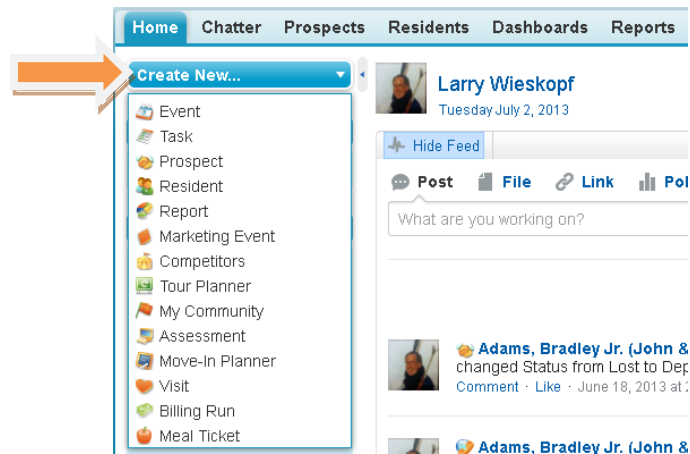 Home Chatter Prospects Residents Dashboards Reports
Create New...
Event
Task
Prospect
Resident
Report
Marketing Event
Competitors
Tour Planner
My Community
Assessment
Move-In Planner
Visit
Billing Run
Meal Ticket
Larry Wieskopf
Tuesday July 2, 2013
Hide Feed
Post File Link Pol
What are you working on?
Adams, Bradley Jr. (John &
changed Status from Lost to Dep
Comment · Like · June 18, 2013 at 2
Adams, Bradley Jr. (John &